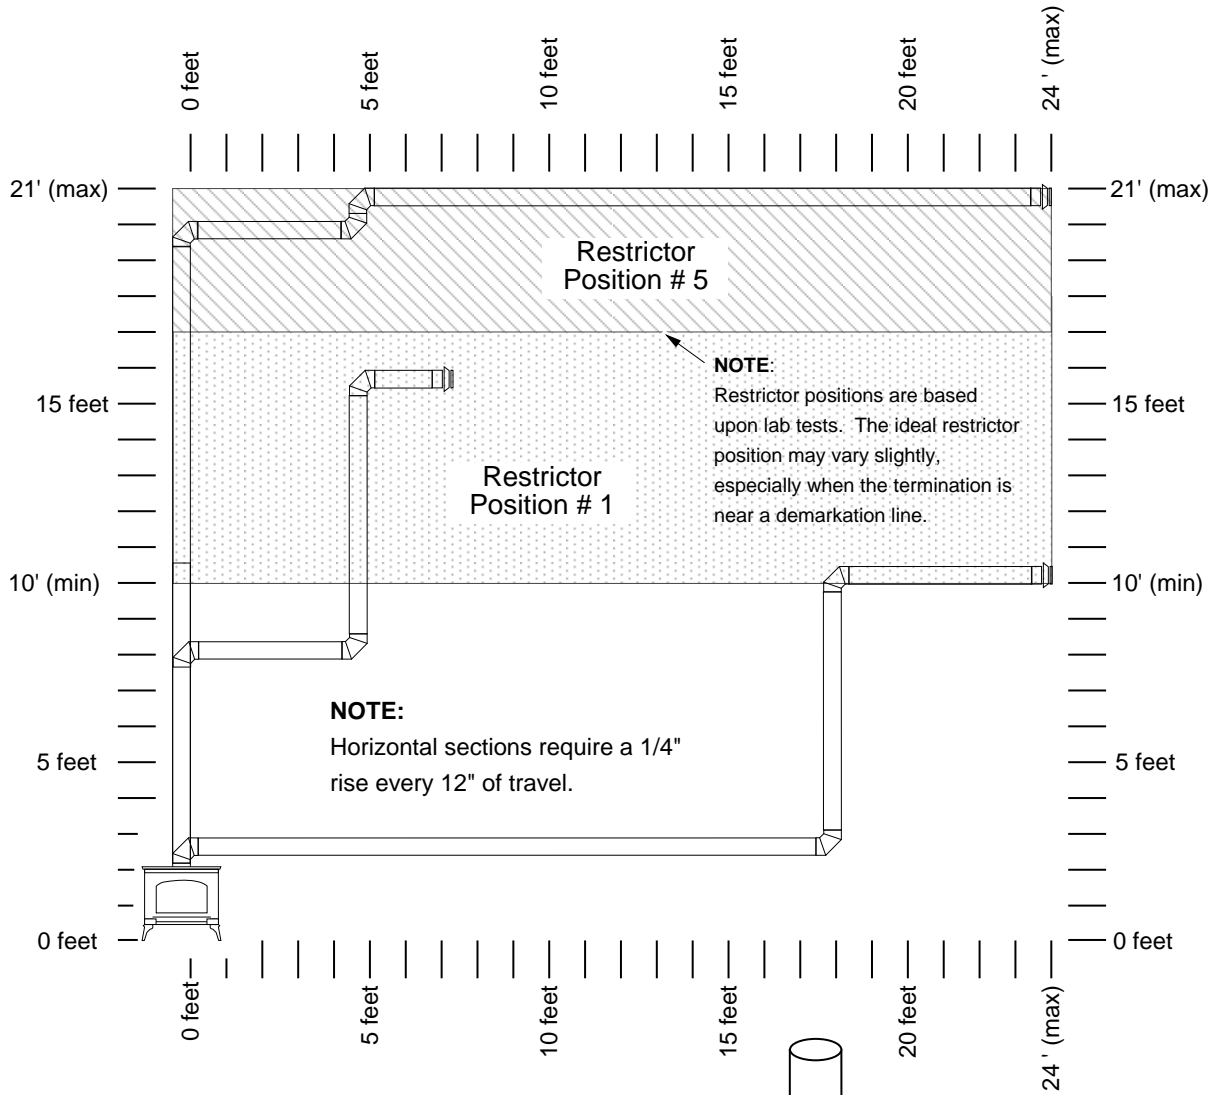 0 feet
5 feet
10 feet
15 feet
20 feet
24 ' (max)
21' (max)
21' (max)
Restrictor
Position # 5
NOTE:
Restrictor positions are based
upon lab tests.  The ideal restrictor
position may vary slightly,
especially when the termination is
near a demarkation line.
15 feet
15 feet
Restrictor
Position # 1
10' (min)
10' (min)
NOTE:
Horizontal sections require a 1/4"
rise every 12" of travel.
5 feet
5 feet
0 feet
0 feet
0 feet
5 feet
10 feet
15 feet
20 feet
24 ' (max)